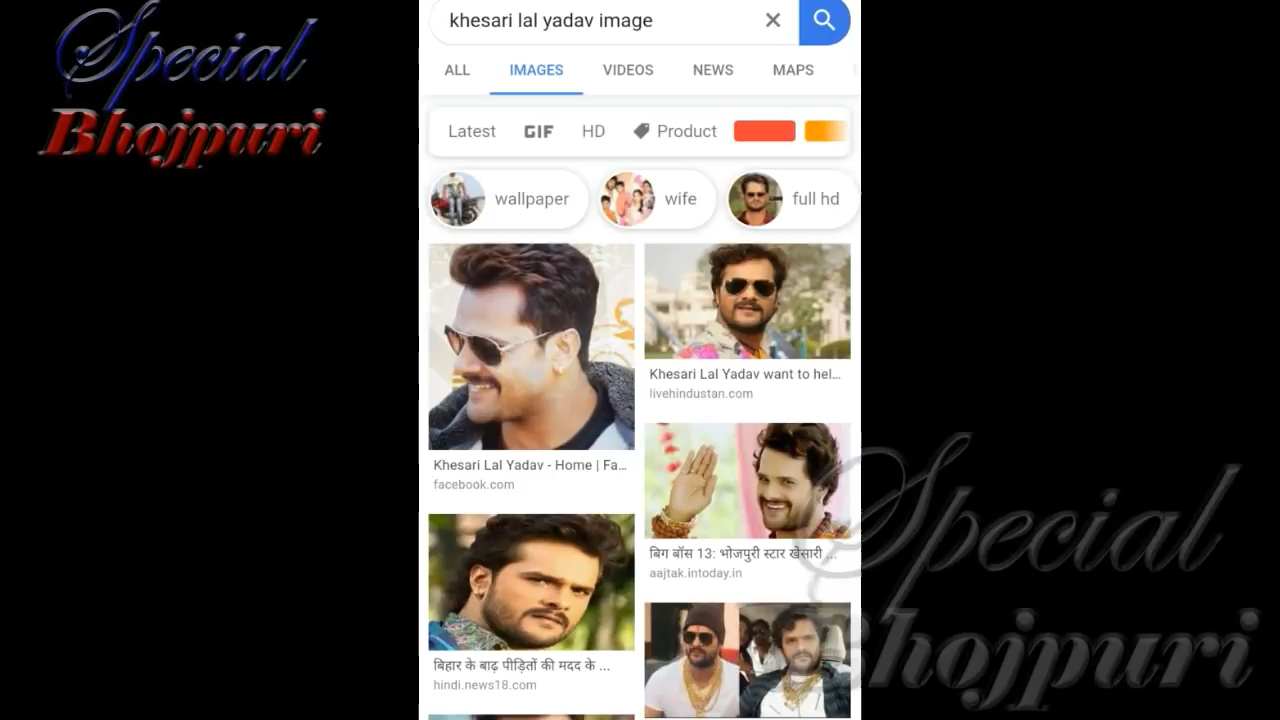 Special
Bhojpuri
khesari lal yadav image
ALL IMAGES VIDEOS NEWS MAPS
Latest GIF HD Product
wallpaper wife full hd
Khesari Lal Yadav - Home | Fa...
facebook.com
Khesari Lal Yadav want to hel...
livehindustan.com
बिग बॉस 13: भोजपुरी स्टार खेसारी ...
aajtak.intoday.in
बिहार के बाढ़ पीड़ितों की मदद के ...
hindi.news18.com
Special
Bhojpuri